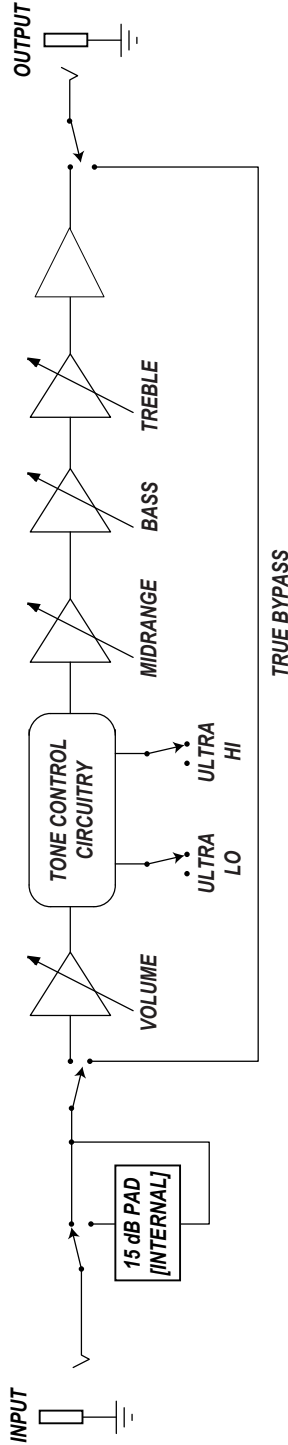 INPUT
15 dB PAD
[INTERNAL]
VOLUME
TONE CONTROL
CIRCUITRY
ULTRA
LO
ULTRA
HI
MIDRANGE
BASS
TREBLE
TRUE BYPASS
OUTPUT